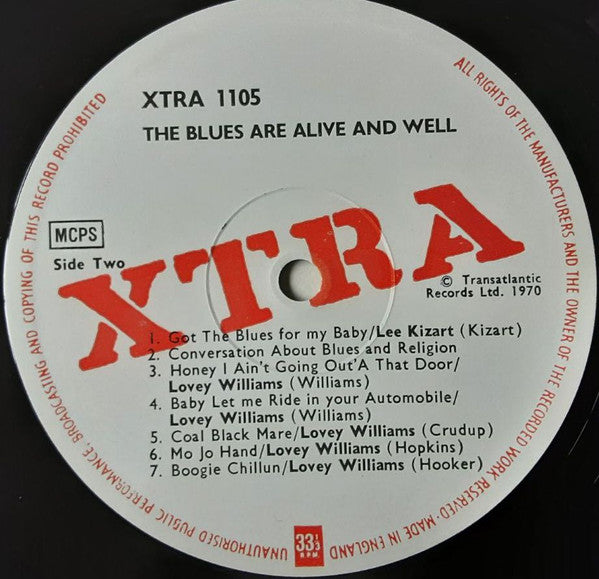 XTRA 1105
THE BLUES ARE ALIVE AND WELL
MCPS
Side Two
XTRA
© Transatlantic
Records Ltd. 1970
1. Got The Blues for my Baby/Lee Kizart (Kizart)
2. Conversation About Blues and Religion
3. Honey I Ain't Going Out'A That Door/
Lovey Williams (Williams)
4. Baby Let me Ride in your Automobile/
Lovey Williams (Williams)
5. Coal Black Mare/Lovey Williams (Crudup)
6. Mo Jo Hand/Lovey Williams (Hopkins)
7. Boogie Chillun/Lovey Williams (Hooker)
33⅓
R.P.M.
ALL RIGHTS OF THE MANUFACTURERS AND THE OWNER OF THE RECORDED WORK RESERVED · MADE IN ENGLAND
UNAUTHORISED PUBLIC PERFORMANCE, BROADCASTING AND COPYING OF THIS RECORD PROHIBITED